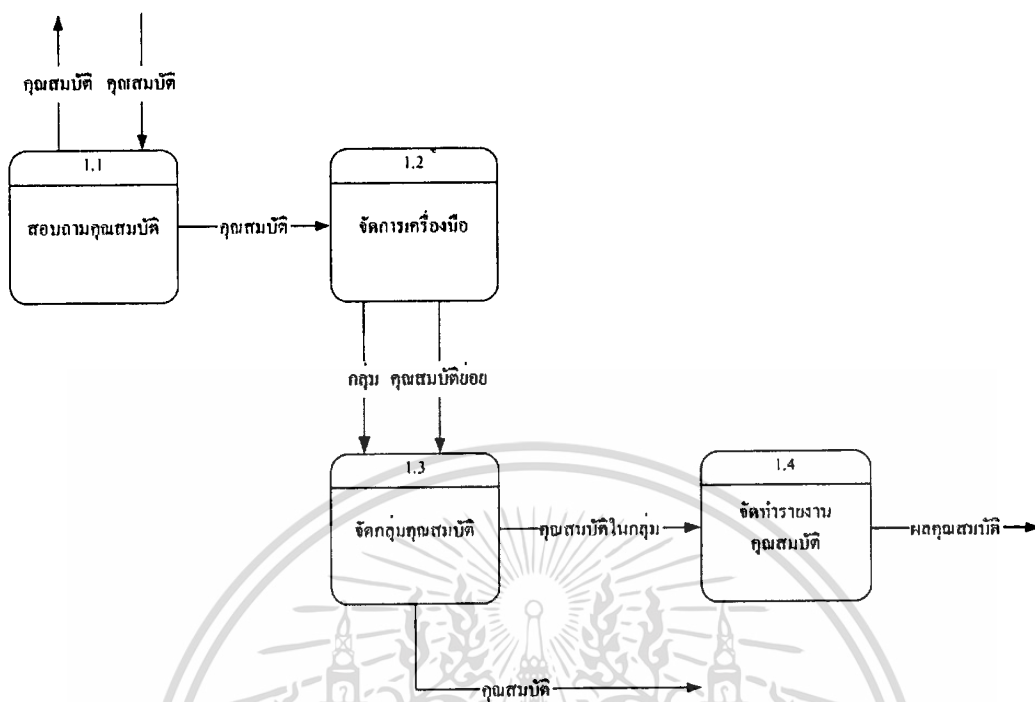 คุณสมบัติ คุณสมบัติ
1.1
สอบถามคุณสมบัติ
คุณสมบัติ
1.2
จัดการเครื่องมือ
กลุ่ม คุณสมบัติย่อย
1.3
จัดกลุ่มคุณสมบัติ
คุณสมบัติในกลุ่ม
1.4
จัดทำรายงาน
คุณสมบัติ
ผลคุณสมบัติ
คุณสมบัติ